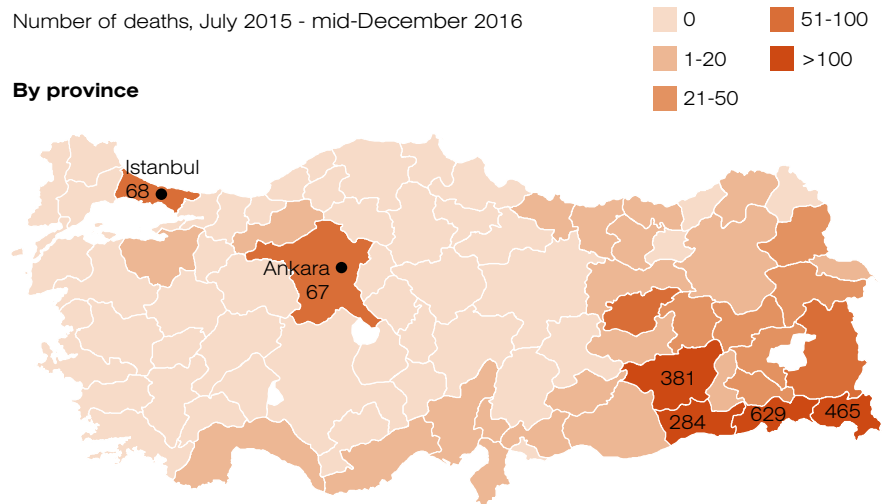 Number of deaths, July 2015 - mid-December 2016
0
1-20
21-50
51-100
>100
By province
Istanbul
68
Ankara
67
381
284
629
465